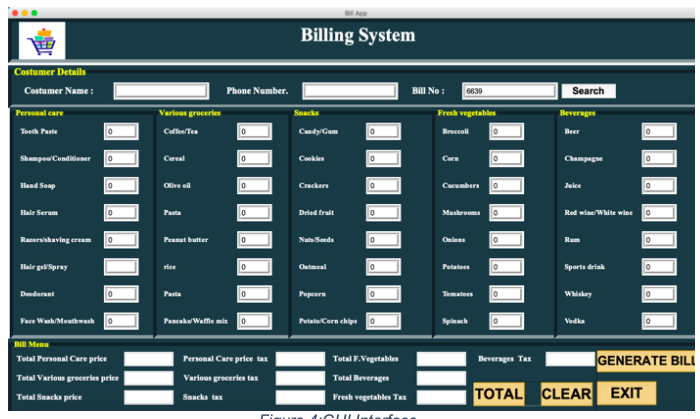 Bill App
Billing System
Costumer Details
Costumer Name : Phone Number. Bill No : 6639 Search
Personal care Various groceries Snacks Fresh vegetables Beverages
Tooth Paste 0 Coffee/Tea 0 Candy/Gum 0 Broccoli 0 Beer 0
Shampoo/Conditioner 0 Cereal 0 Cookies 0 Corn 0 Champagne 0
Hand Soap 0 Olive oil 0 Crackers 0 Cucumbers 0 Juice 0
Hair Serum 0 Pasta 0 Dried fruit 0 Mushrooms 0 Red wine/White wine 0
Razors/shaving cream 0 Peanut butter 0 Nuts/Seeds 0 Onions 0 Rum 0
Hair gel/Spray rice 0 Oatmeal 0 Potatoes 0 Sports drink 0
Deodorant 0 Pasta 0 Popcorn 0 Tomatoes 0 Whiskey 0
Face Wash/Mouthwash 0 Pancake/Waffle mix 0 Potato/Corn chips 0 Spinach 0 Vodka 0
Bill Menu
Total Personal Care price Personal Care price tax Total F.Vegetables Beverages Tax GENERATE BILL
Total Various groceries price Various groceries tax Total Beverages
Total Snacks price Snacks tax Fresh vegetables Tax TOTAL CLEAR EXIT
Figure 4:GUI Interface